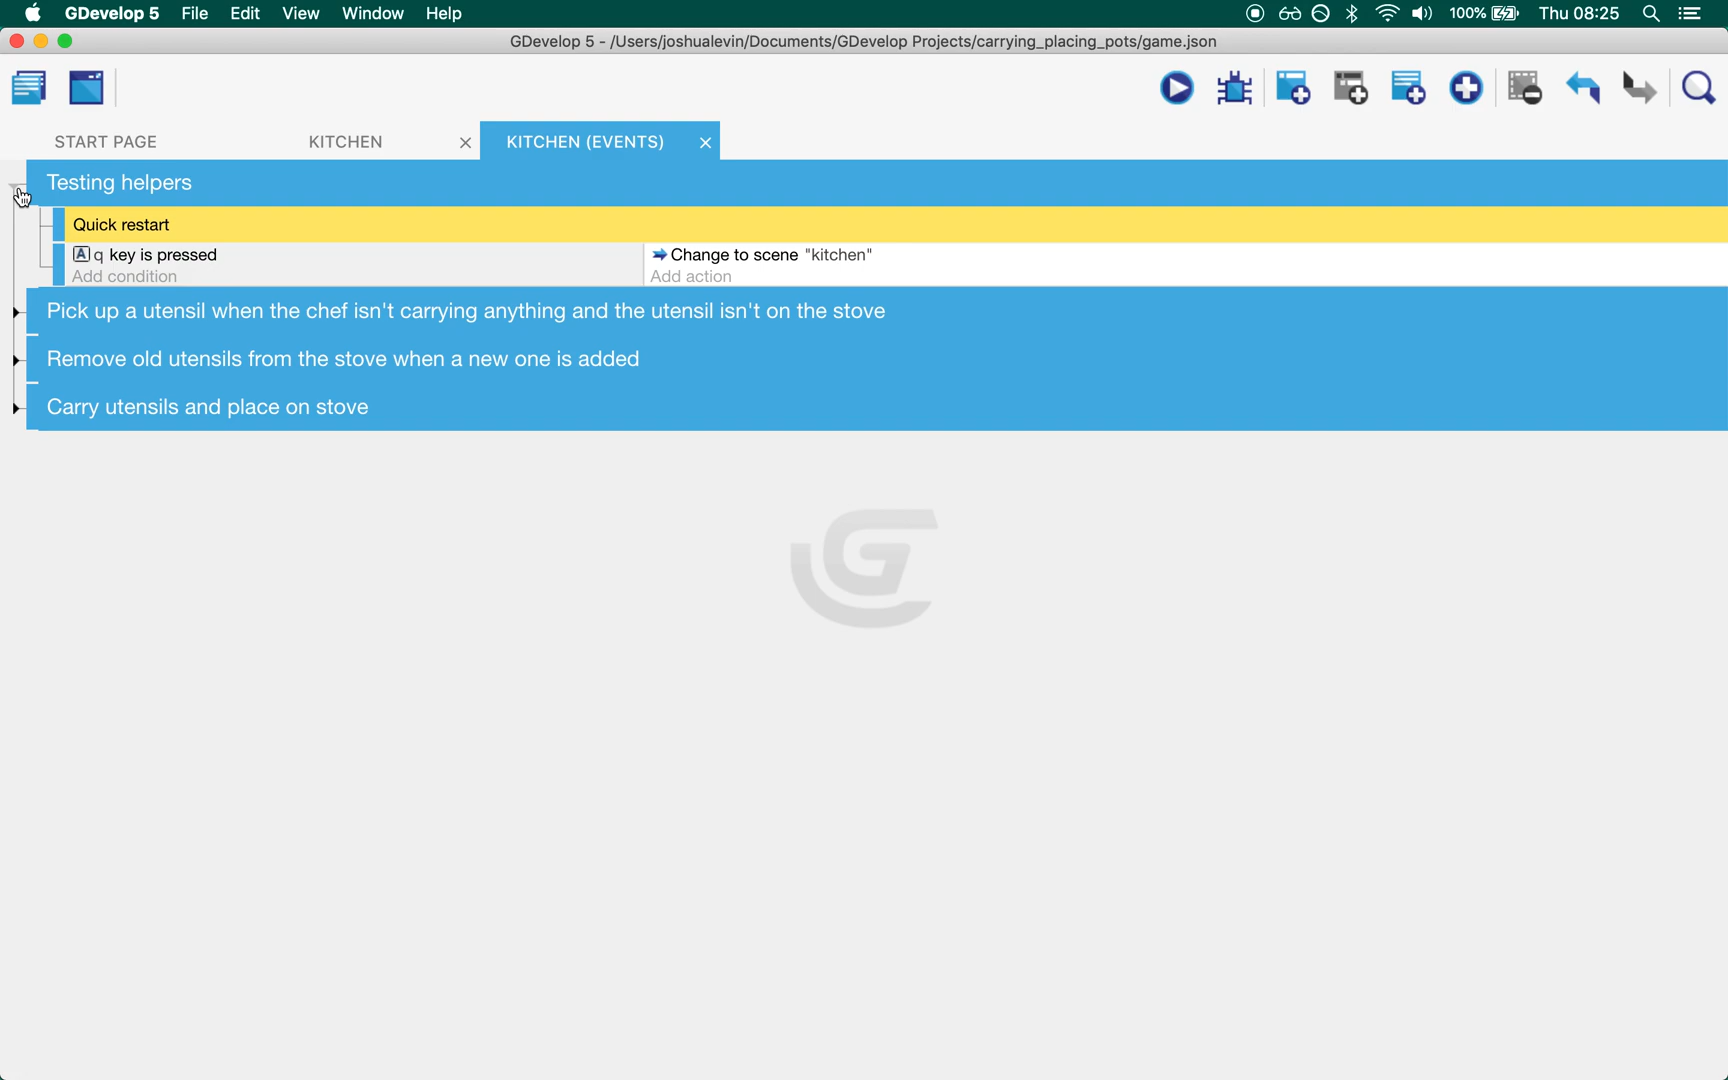 GDevelop 5 File Edit View Window Help 100% Thu 08:25
GDevelop 5 - /Users/joshualevin/Documents/GDevelop Projects/carrying_placing_pots/game.json
START PAGE KITCHEN KITCHEN (EVENTS)
Testing helpers
Quick restart
A q key is pressed Change to scene "kitchen"
Add condition Add action
Pick up a utensil when the chef isn't carrying anything and the utensil isn't on the stove
Remove old utensils from the stove when a new one is added
Carry utensils and place on stove